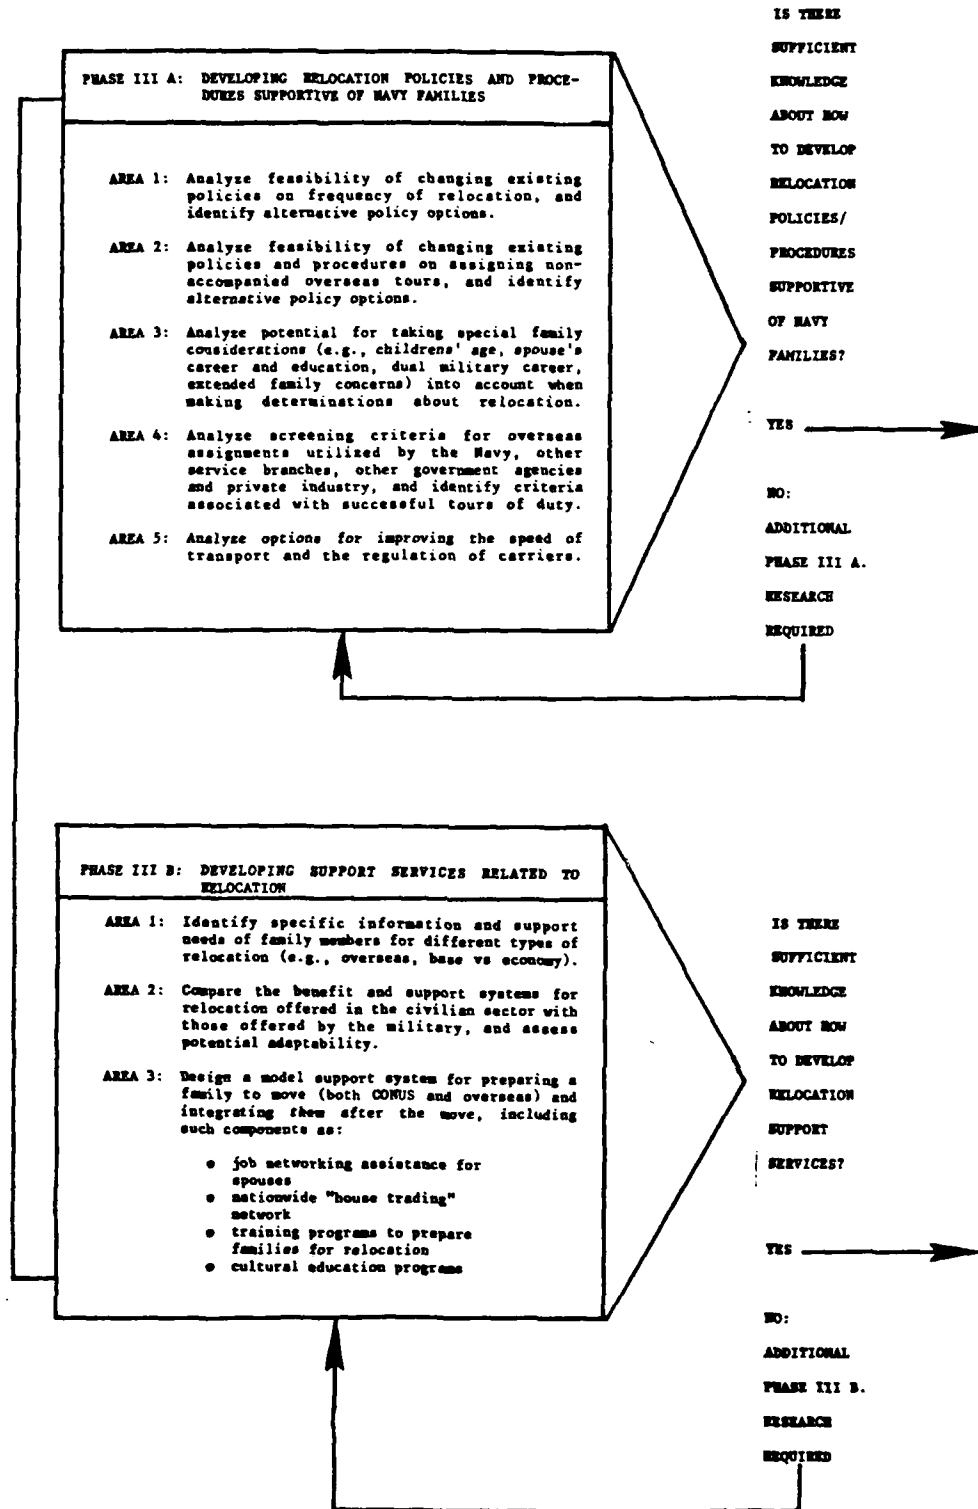 PHASE III A: DEVELOPING RELOCATION POLICIES AND PROCE-
DURES SUPPORTIVE OF NAVY FAMILIES
AREA 1: Analyze feasibility of changing existing
policies on frequency of relocation, and
identify alternative policy options.
AREA 2: Analyze feasibility of changing existing
policies and procedures on assigning non-
accompanied overseas tours, and identify
alternative policy options.
AREA 3: Analyze potential for taking special family
considerations (e.g., childrens' age, spouse's
career and education, dual military career,
extended family concerns) into account when
making determinations about relocation.
AREA 4: Analyze screening criteria for overseas
assignments utilized by the Navy, other
service branches, other government agencies
and private industry, and identify criteria
associated with successful tours of duty.
AREA 5: Analyze options for improving the speed of
transport and the regulation of carriers.
IS THERE
SUFFICIENT
KNOWLEDGE
ABOUT HOW
TO DEVELOP
RELOCATION
POLICIES/
PROCEDURES
SUPPORTIVE
OF NAVY
FAMILIES?
YES
NO:
ADDITIONAL
PHASE III A.
RESEARCH
REQUIRED
PHASE III B: DEVELOPING SUPPORT SERVICES RELATED TO
RELOCATION
AREA 1: Identify specific information and support
needs of family members for different types of
relocation (e.g., overseas, base vs economy).
AREA 2: Compare the benefit and support systems for
relocation offered in the civilian sector with
those offered by the military, and assess
potential adaptability.
AREA 3: Design a model support system for preparing a
family to move (both CONUS and overseas) and
integrating them after the move, including
such components as:
● job networking assistance for
spouses
● nationwide "house trading"
network
● training programs to prepare
families for relocation
● cultural education programs
IS THERE
SUFFICIENT
KNOWLEDGE
ABOUT HOW
TO DEVELOP
RELOCATION
SUPPORT
SERVICES?
YES
NO:
ADDITIONAL
PHASE III B.
RESEARCH
REQUIRED